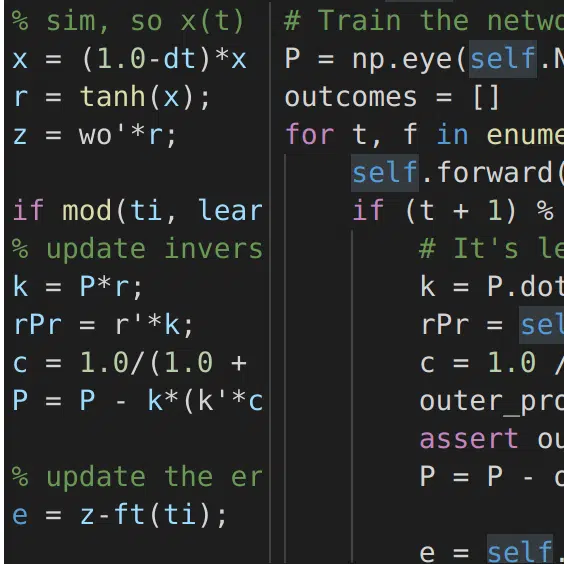 % sim, so x(t)
x = (1.0-dt)*x
r = tanh(x);
z = wo'*r;
if mod(ti, lear
% update invers
k = P*r;
rPr = r'*k;
c = 1.0/(1.0 +
P = P - k*(k'*c
% update the er
e = z-ft(ti);
# Train the netwo
P = np.eye(self.N
outcomes = []
for t, f in enume
self.forward(
if (t + 1) %
# It's le
k = P.dot
rPr = sel
c = 1.0 /
outer_pro
assert ou
P = P - o
e = self.